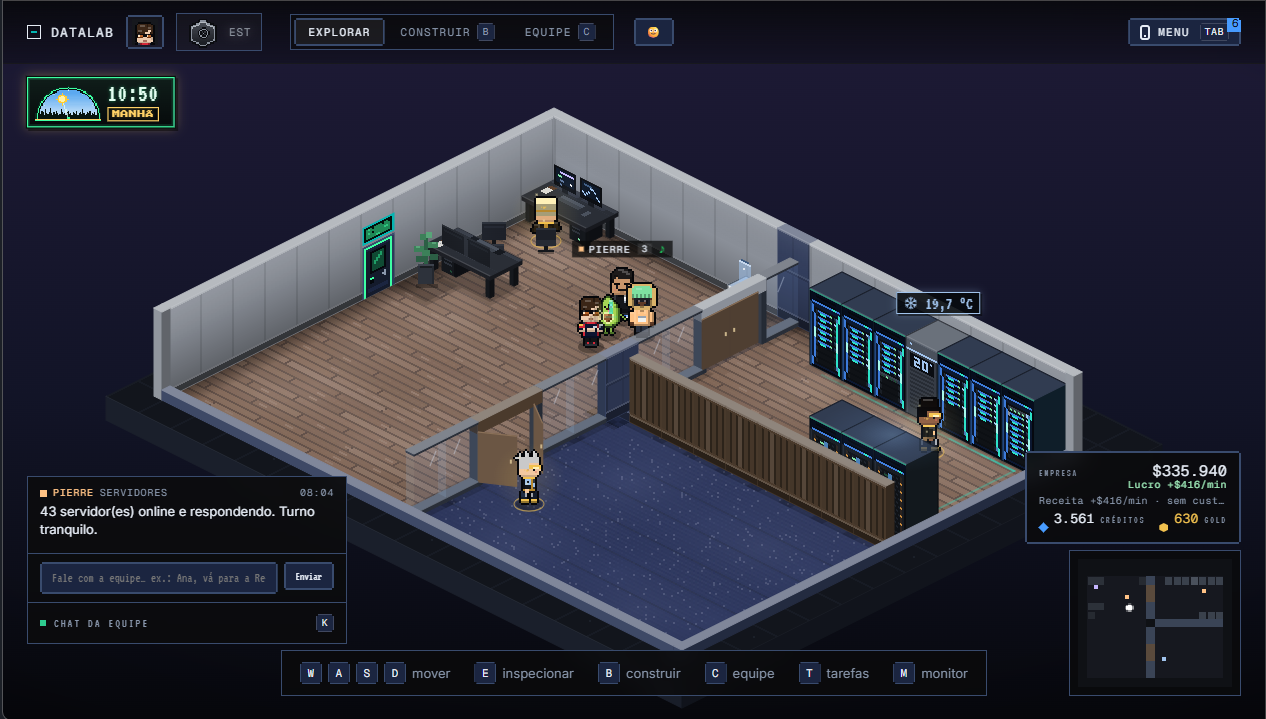 DATALAB
EST
EXPLORAR
CONSTRUIR B
EQUIPE C
MENU TAB
6
10:50
MANHÃ
PIERRE 3 ♪
19,7 °C
20°
PIERRE SERVIDORES 08:04
43 servidor(es) online e respondendo. Turno
tranquilo.
Fale com a equipe… ex.: Ana, vá para a Re
Enviar
CHAT DA EQUIPE K
EMPRESA $335.940
Lucro +$416/min
Receita +$416/min · sem cust…
3.561 CRÉDITOS 630 GOLD
W A S D mover E inspecionar B construir C equipe T tarefas M monitor